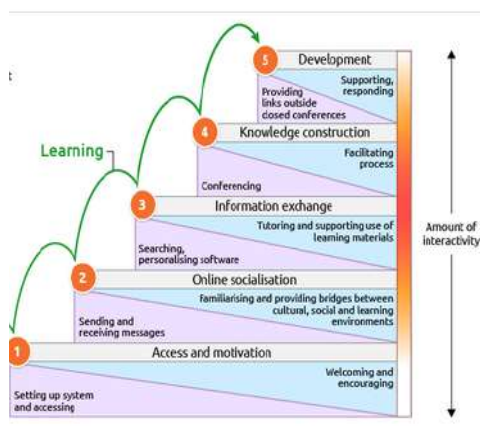 5
Development
Supporting,
responding
Providing
links outside
closed conferences
4
Knowledge construction
Facilitating
process
Conferencing
Learning
3
Information exchange
Tutoring and supporting use of
learning materials
Searching,
personalising software
Amount of
interactivity
2
Online socialisation
Familiarising and providing bridges between
cultural, social and learning
environments
Sending and
receiving messages
1
Access and motivation
Welcoming and
encouraging
Setting up system
and accessing